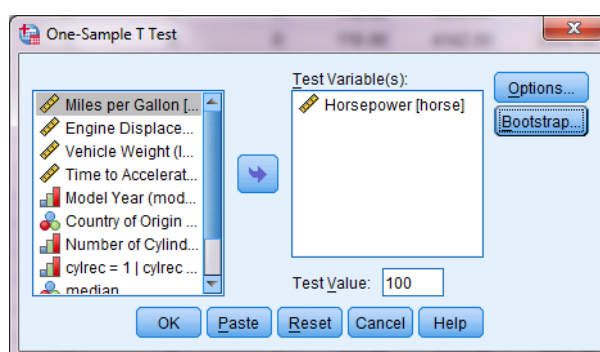 One-Sample T Test
Test Variable(s):
Miles per Gallon [...
Engine Displace...
Vehicle Weight (l...
Time to Accelerat...
Model Year (mod...
Country of Origin ...
Number of Cylind...
cylrec = 1 | cylrec ...
median
Horsepower [horse]
Options...
Bootstrap...
Test Value: 100
OK Paste Reset Cancel Help